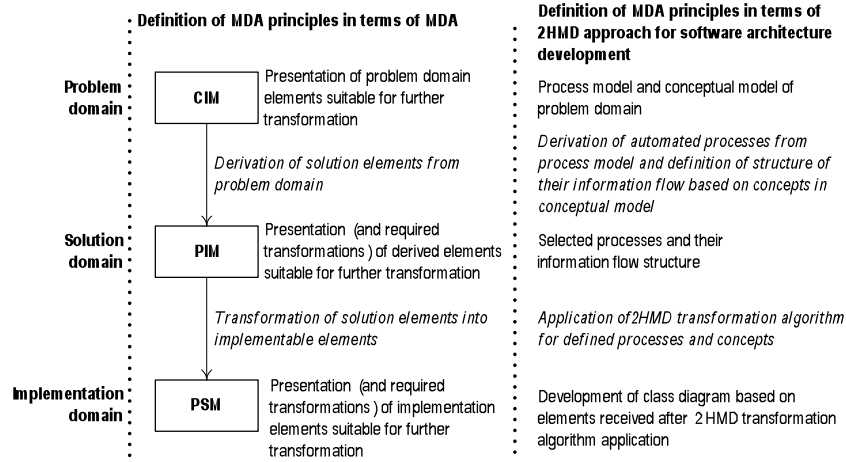 Definition of MDA principles in terms of MDA
Definition of MDA principles in terms of
2HMD approach for software architecture
development
Problem
domain
CIM
Presentation of problem domain
elements suitable for further
transformation
Process model and conceptual model of
problem domain
Derivation of solution elements from
problem domain
Derivation of automated processes from
process model and definition of structure of
their information flow based on concepts in
conceptual model
Solution
domain
PIM
Presentation (and required
transformations ) of derived elements
suitable for further transformation
Selected processes and their
information flow structure
Transformation of solution elements into
implementable elements
Application of2HMD transformation algorithm
for defined processes and concepts
Implementation
domain
PSM
Presentation (and required
transformations ) of implementation
elements suitable for further
transformation
Development of class diagram based on
elements received after 2 HMD transformation
algorithm application